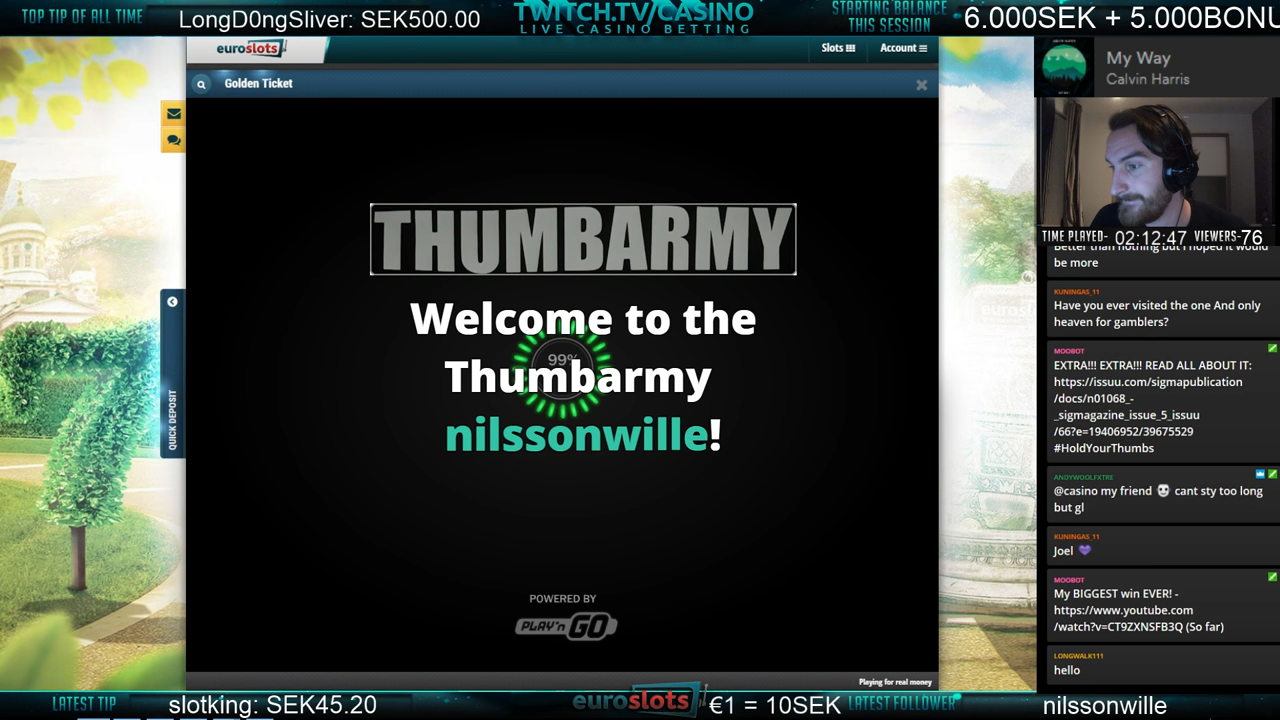 TOP TIP OF ALL TIME
LongD0ngSliver: SEK500.00
TWITCH.TV/CASINO
LIVE CASINO BETTING
STARTING BALANCE
THIS SESSION
6.000SEK + 5.000BONU
euroslots
Slots
Account
Golden Ticket
My Way
Calvin Harris
THUMBARMY
Welcome to the
Thumbarmy
nilssonwille!
99%
QUICK DEPOSIT
POWERED BY
PLAY'n GO
Playing for real money
TIME PLAYED- 02:12:47 VIEWERS-76
Better than nothing but I hoped it would
be more
KUNINGAS_11
Have you ever visited the one And only
heaven for gamblers?
MOOBOT
EXTRA!!! EXTRA!!! READ ALL ABOUT IT:
https://issuu.com/sigmapublication
/docs/n01068_-
_sigmagazine_issue_5_issuu
/66?e=19406952/39675529
#HoldYourThumbs
ANDYWOOLFXTRE
@casino my friend cant sty too long
but gl
KUNINGAS_11
Joel
MOOBOT
My BIGGEST win EVER! -
https://www.youtube.com
/watch?v=CT9ZXNSFB3Q (So far)
LONGWALK111
hello
LATEST TIP
slotking: SEK45.20
euroslots
€1 = 10SEK
LATEST FOLLOWER
nilssonwille